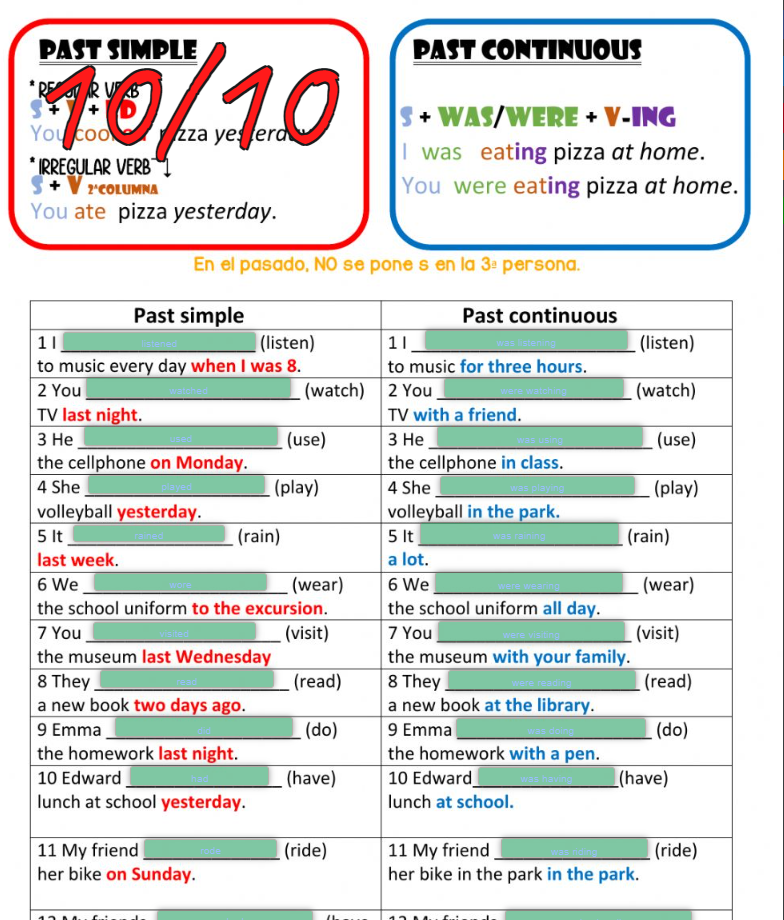 PAST SIMPLE
PAST CONTINUOUS
10/10
* REGULAR VERB
S + V + ED
You cooked pizza yesterday
* IRREGULAR VERB
S + V 2ªCOLUMNA
You ate pizza yesterday.
S + WAS/WERE + V-ING
I was eating pizza at home.
You were eating pizza at home.
En el pasado, NO se pone s en la 3ª persona.
Past simple
Past continuous
1 I listened (listen)
to music every day when I was 8.
1 I was listening (listen)
to music for three hours.
2 You watched (watch)
TV last night.
2 You were watching (watch)
TV with a friend.
3 He used (use)
the cellphone on Monday.
3 He was using (use)
the cellphone in class.
4 She played (play)
volleyball yesterday.
4 She was playing (play)
volleyball in the park.
5 It rained (rain)
last week.
5 It was raining (rain)
a lot.
6 We wore (wear)
the school uniform to the excursion.
6 We were wearing (wear)
the school uniform all day.
7 You visited (visit)
the museum last Wednesday
7 You were visiting (visit)
the museum with your family.
8 They read (read)
a new book two days ago.
8 They were reading (read)
a new book at the library.
9 Emma did (do)
the homework last night.
9 Emma was doing (do)
the homework with a pen.
10 Edward had (have)
lunch at school yesterday.
10 Edward was having (have)
lunch at school.
11 My friend rode (ride)
her bike on Sunday.
11 My friend was riding (ride)
her bike in the park in the park.
12 My friends (have
12 My friends